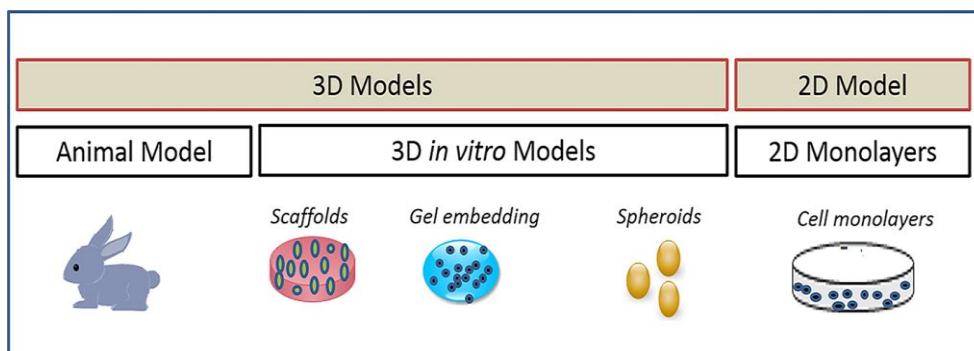 3D Models
2D Model
Animal Model
3D in vitro Models
2D Monolayers
Scaffolds
Gel embedding
Spheroids
Cell monolayers